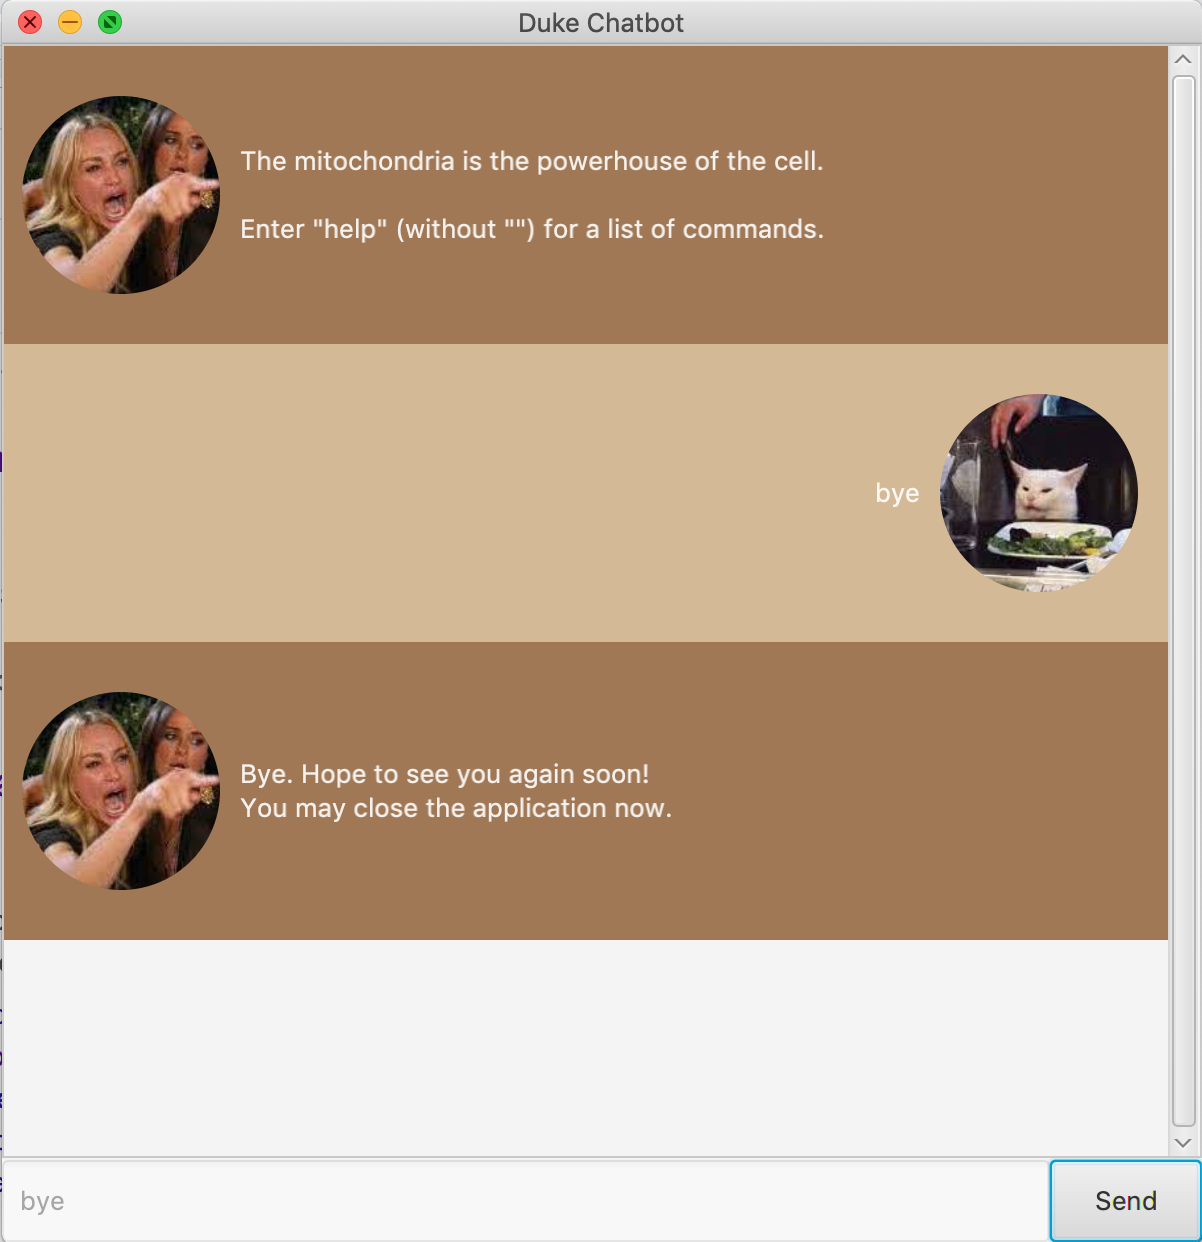 Duke Chatbot
The mitochondria is the powerhouse of the cell.
Enter "help" (without "") for a list of commands.
bye
Bye. Hope to see you again soon!
You may close the application now.
bye
Send